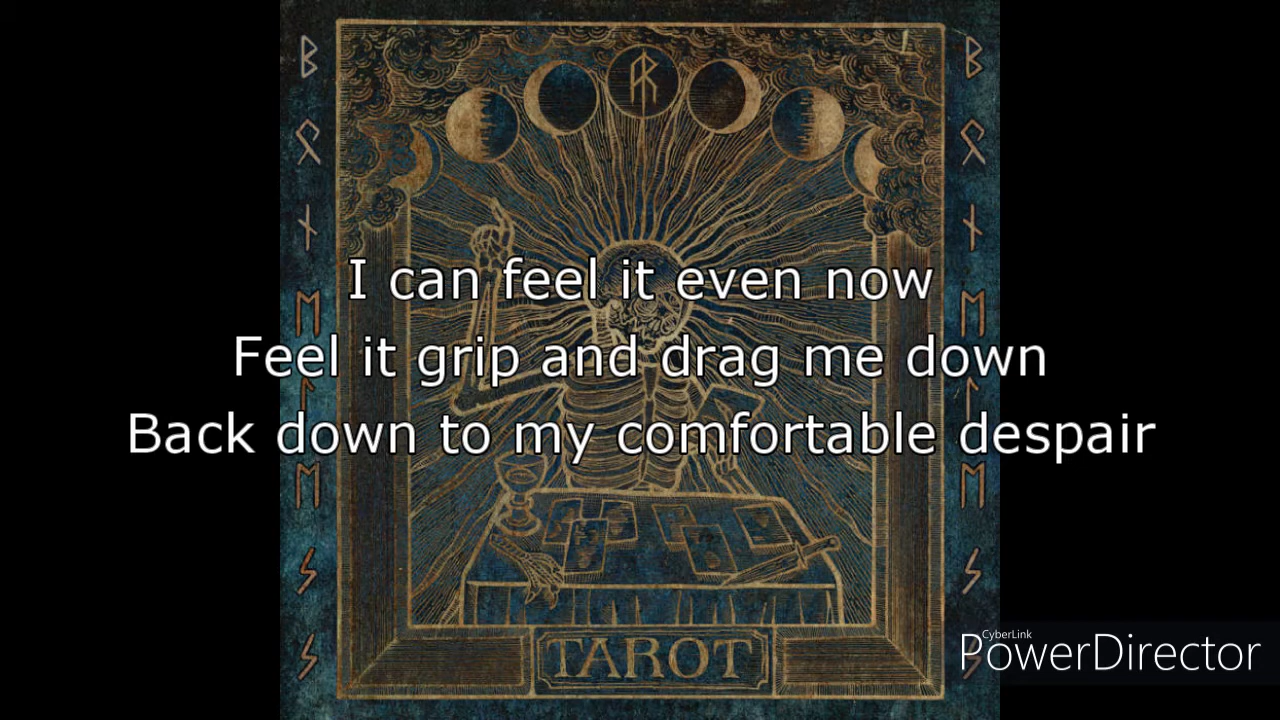 I can feel it even now
Feel it grip and drag me down
Back down to my comfortable despair
TAROT
CyberLink
PowerDirector